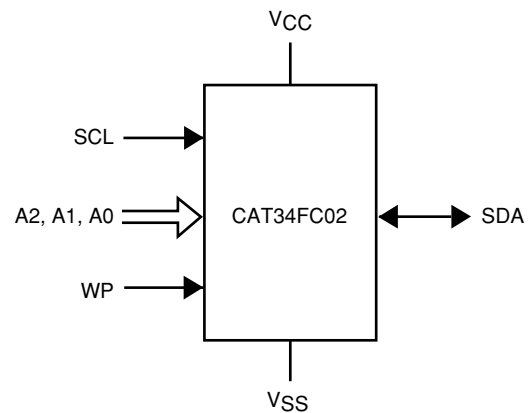 VCC
SCL
A2, A1, A0
CAT34FC02
SDA
WP
VSS